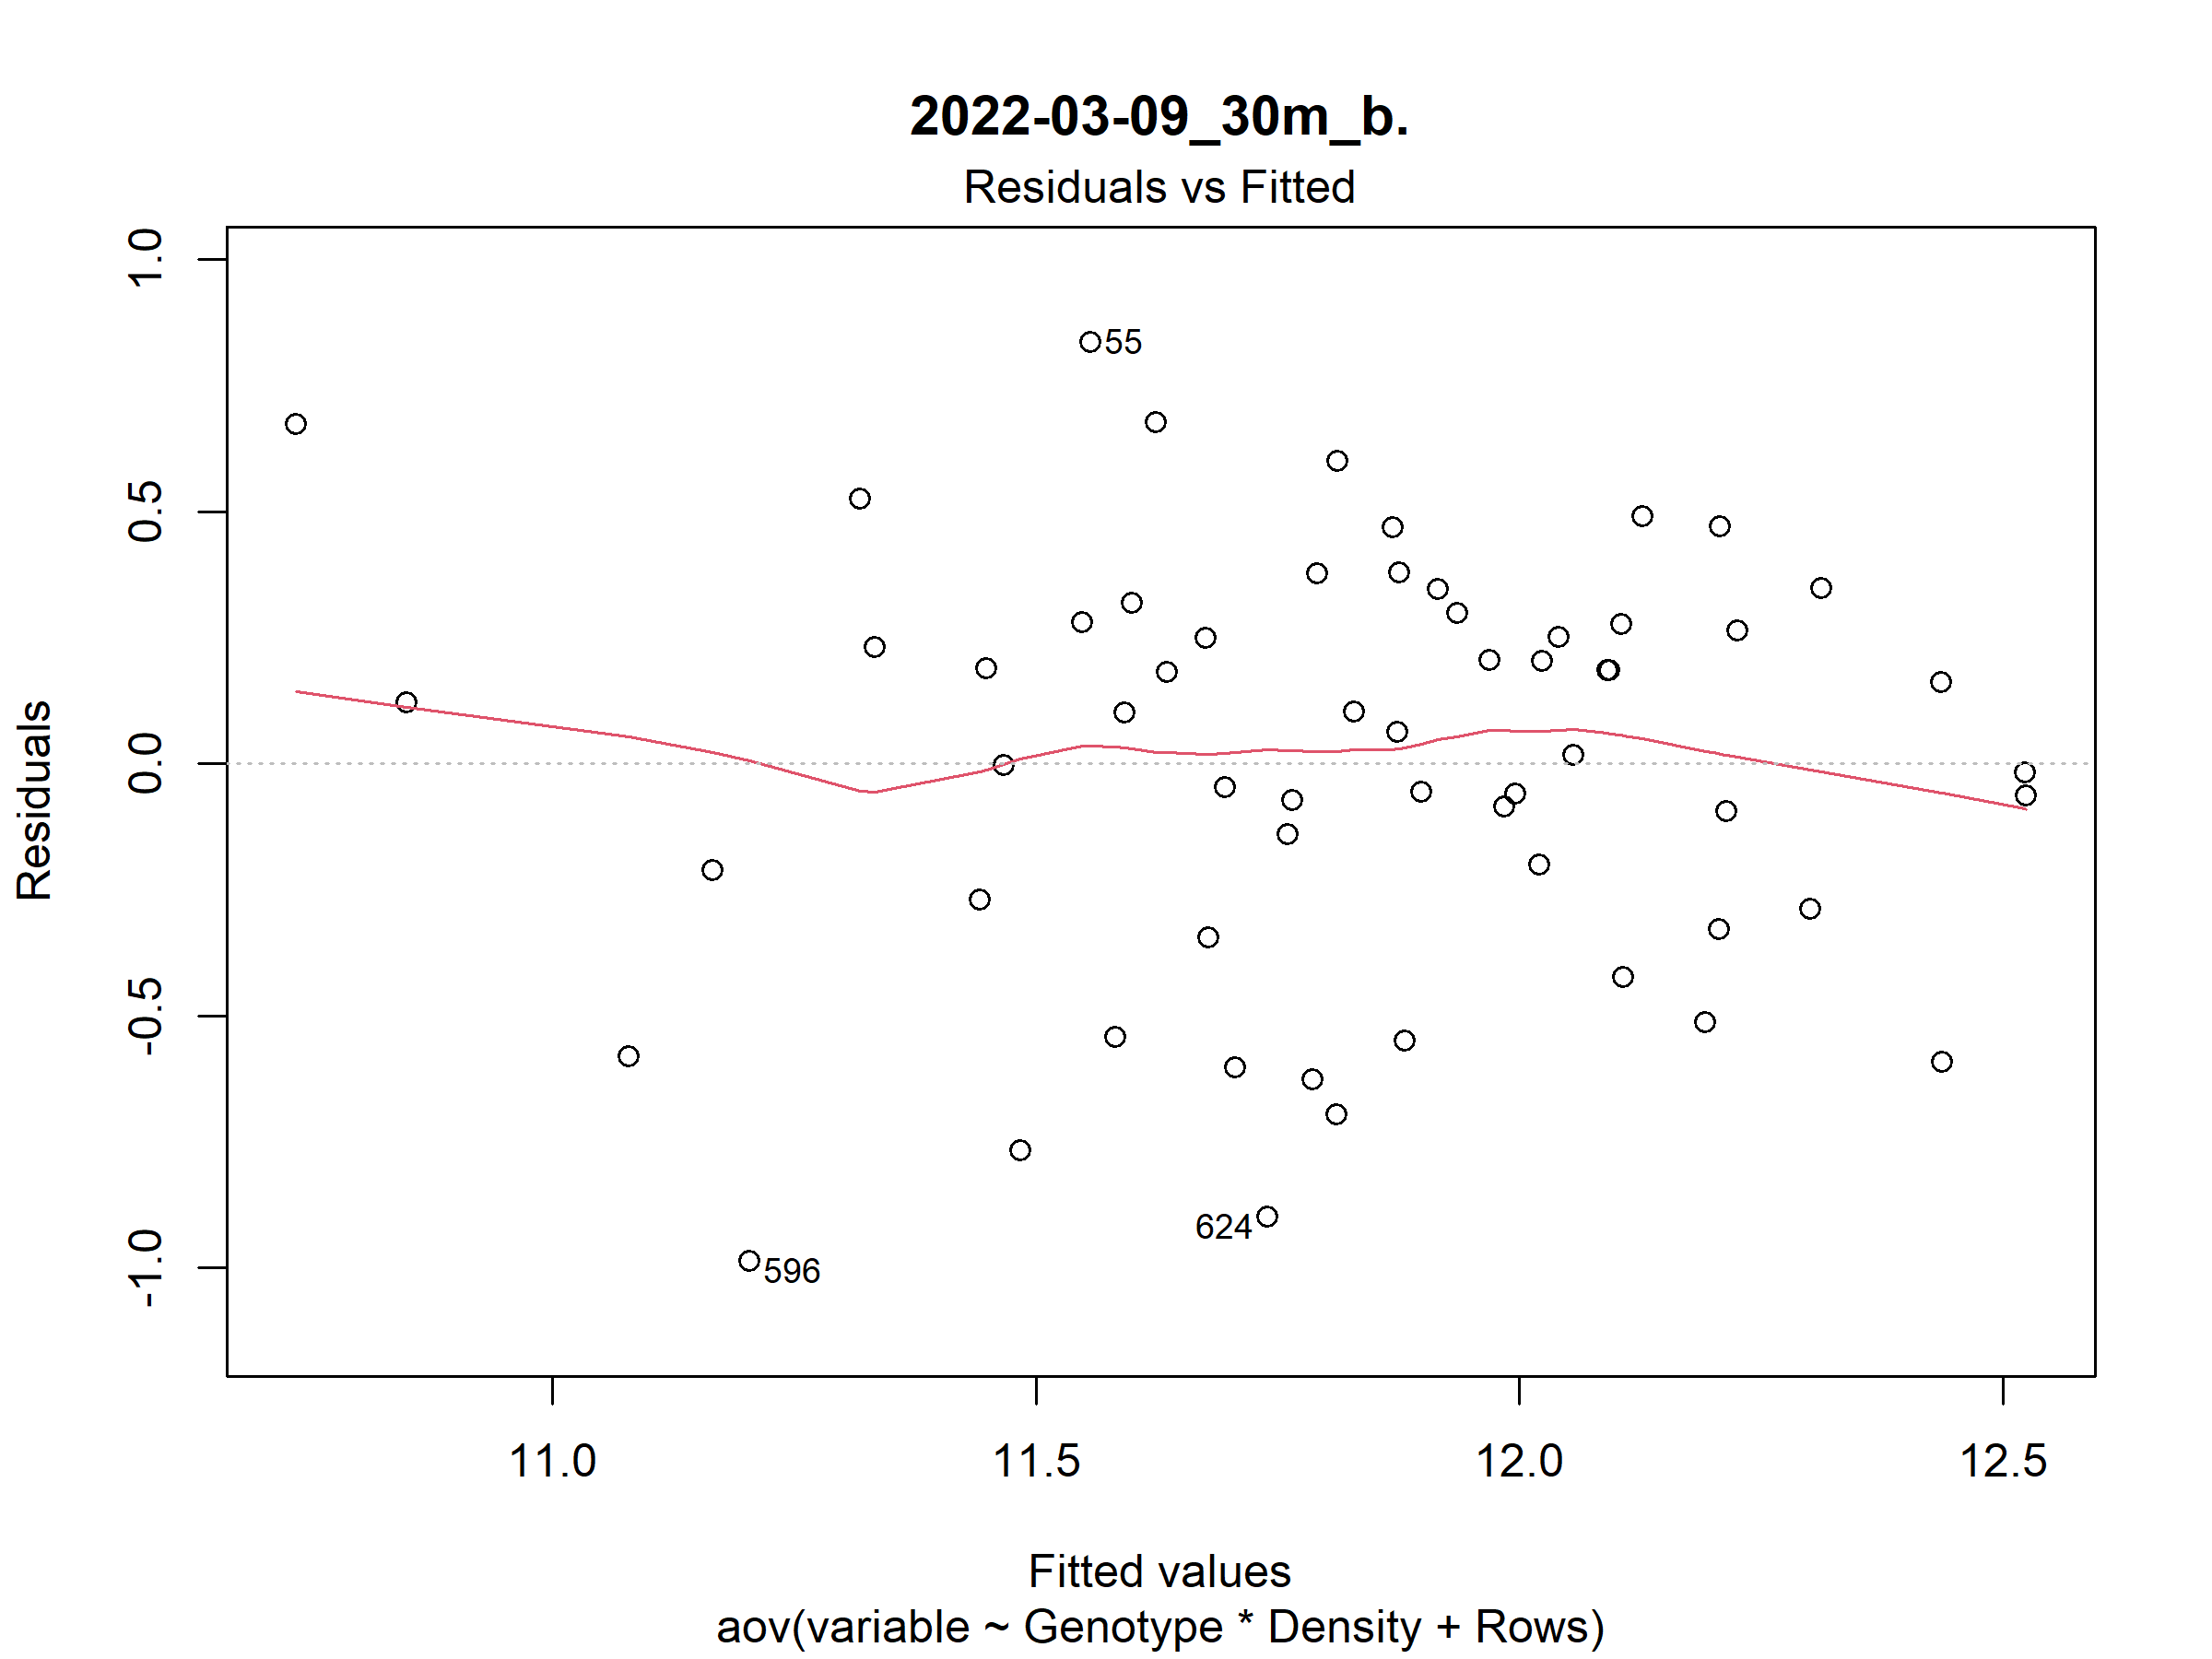 2022-03-09_30m_b.
Residuals vs Fitted
Residuals
1.0
0.5
0.0
-0.5
-1.0
55
624
596
11.0 11.5 12.0 12.5
Fitted values
aov(variable ~ Genotype * Density + Rows)